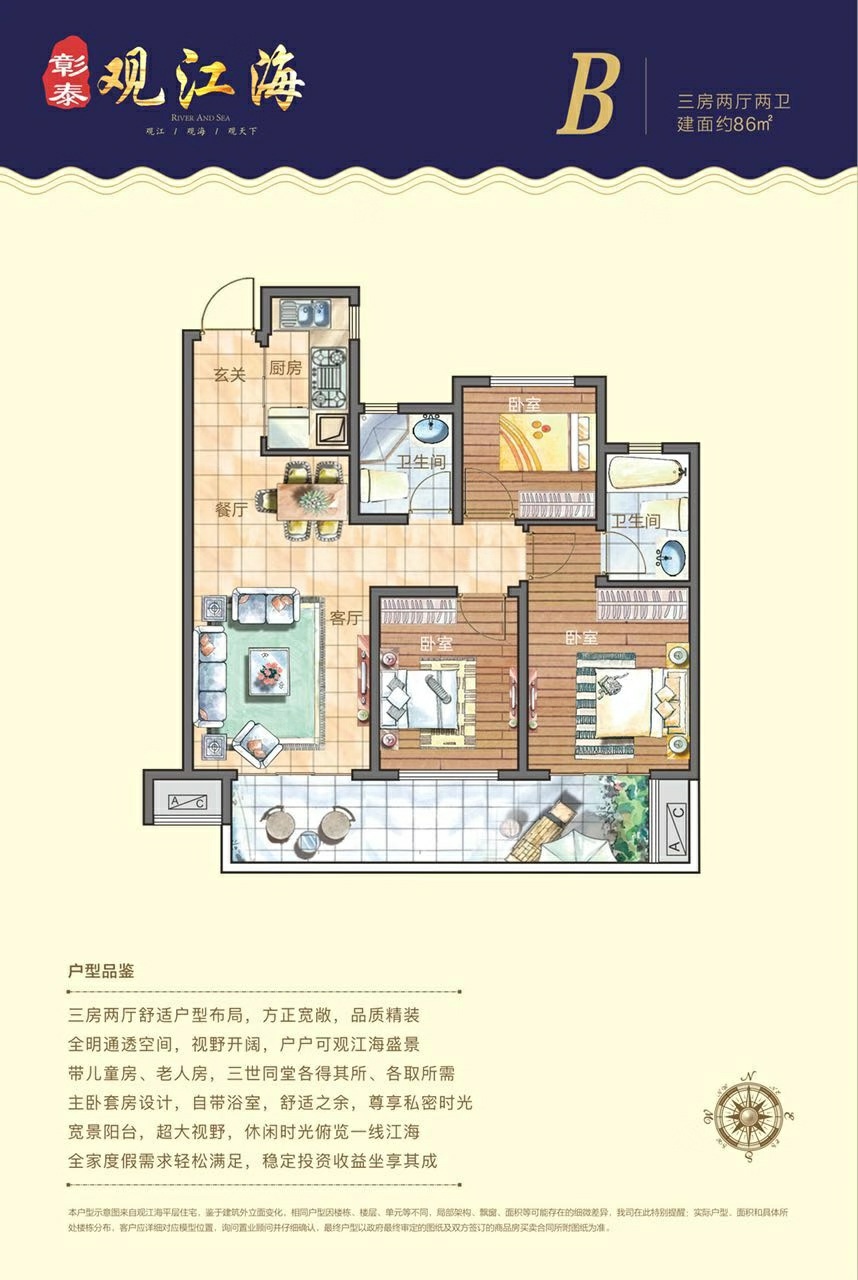 彰泰
观江海
RIVER AND SEA
观江 / 观海 / 观天下
B
三房两厅两卫
建面约86㎡
玄关
厨房
卧室
卫生间
餐厅
卫生间
客厅
卧室
卧室
A/C
A/C
户型品鉴
三房两厅舒适户型布局，方正宽敞，品质精装
全明通透空间，视野开阔，户户可观江海盛景
带儿童房、老人房，三世同堂各得其所、各取所需
主卧套房设计，自带浴室，舒适之余，尊享私密时光
宽景阳台，超大视野，休闲时光俯览一线江海
全家度假需求轻松满足，稳定投资收益坐享其成
N
W
E
S
本户型示意图来自观江海平层住宅，鉴于建筑外立面变化，相同户型因楼栋、楼层、单元等不同，局部架构、飘窗、面积等可能存在的细微差异，我司在此特别提醒；实际户型、面积和具体所
处楼栋分布，客户应详细对应模型位置，询问置业顾问并仔细确认，最终户型以政府最终审定的图纸及双方签订的商品房买卖合同所附图纸为准。